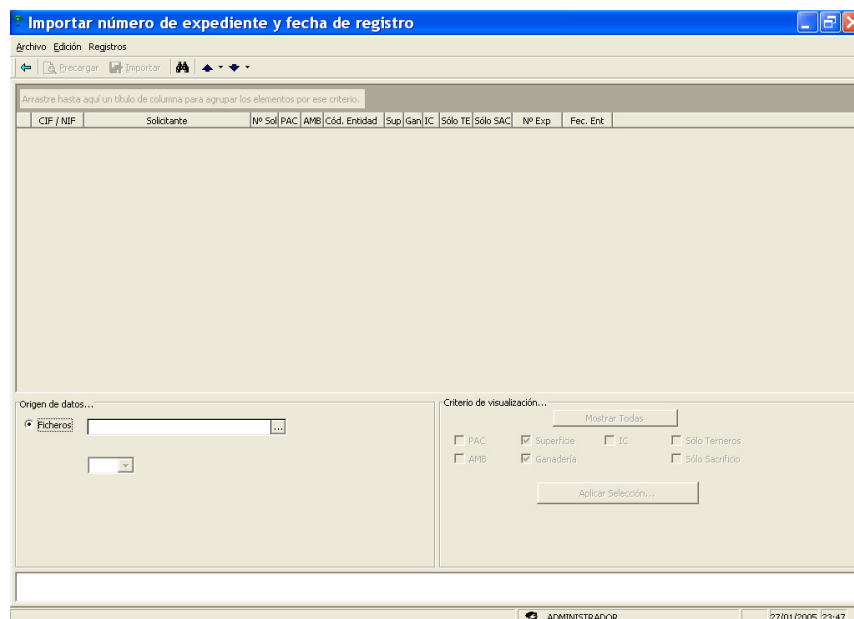 Importar número de expediente y fecha de registro
Archivo Edición Registros
Precargar Importar
Arrastre hasta aquí un título de columna para agrupar los elementos por ese criterio.
CIF / NIF Solicitante Nº Sol PAC AMB Cód. Entidad Sup Gan IC Sólo TE Sólo SAC Nº Exp Fec. Ent
Origen de datos...
Ficheros ...
Criterio de visualización...
Mostrar Todas
PAC Superficie IC Sólo Terneros
AMB Ganadería Sólo Sacrificio
Aplicar Selección...
ADMINISTRADOR 27/01/2005 23:47